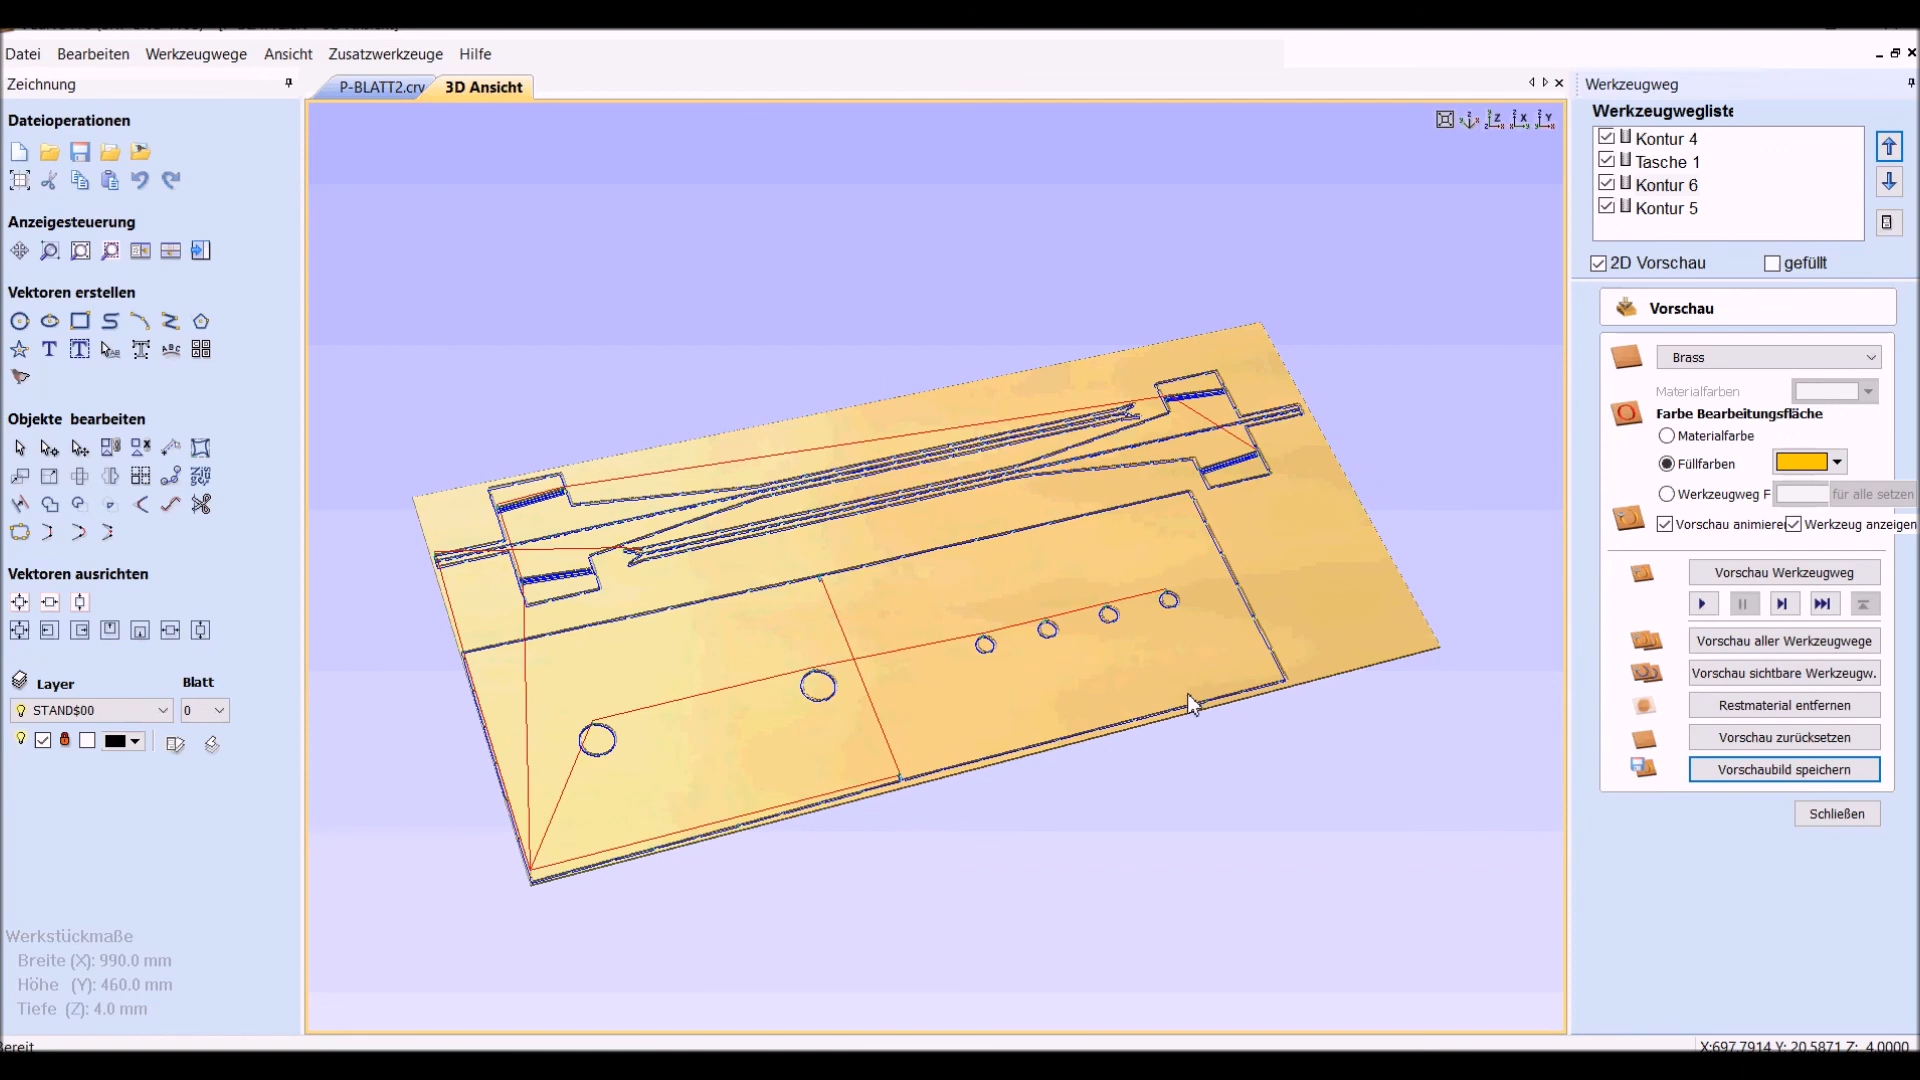 Datei Bearbeiten Werkzeugwege Ansicht Zusatzwerkzeuge Hilfe
Zeichnung
P-BLATT2.crv 3D Ansicht
Werkzeugweg
Dateioperationen
Werkzeugwegliste
Kontur 4
Tasche 1
Kontur 6
Kontur 5
Anzeigesteuerung
2D Vorschau gefüllt
Vektoren erstellen
Vorschau
Brass
Materialfarben
Farbe Bearbeitungsfläche
Materialfarbe
Füllfarben
Werkzeugweg F für alle setzen
Vorschau animieren Werkzeug anzeigen
Objekte bearbeiten
Vektoren ausrichten
Vorschau Werkzeugweg
Vorschau aller Werkzeugwege
Vorschau sichtbare Werkzeugw.
Restmaterial entfernen
Vorschau zurücksetzen
Vorschaubild speichern
Schließen
Layer Blatt
STAND$00 0
Werkstückmaße
Breite (X): 990.0 mm
Höhe (Y): 460.0 mm
Tiefe (Z): 4.0 mm
Bereit
X:697.7914 Y: 20.5871 Z: 4.0000